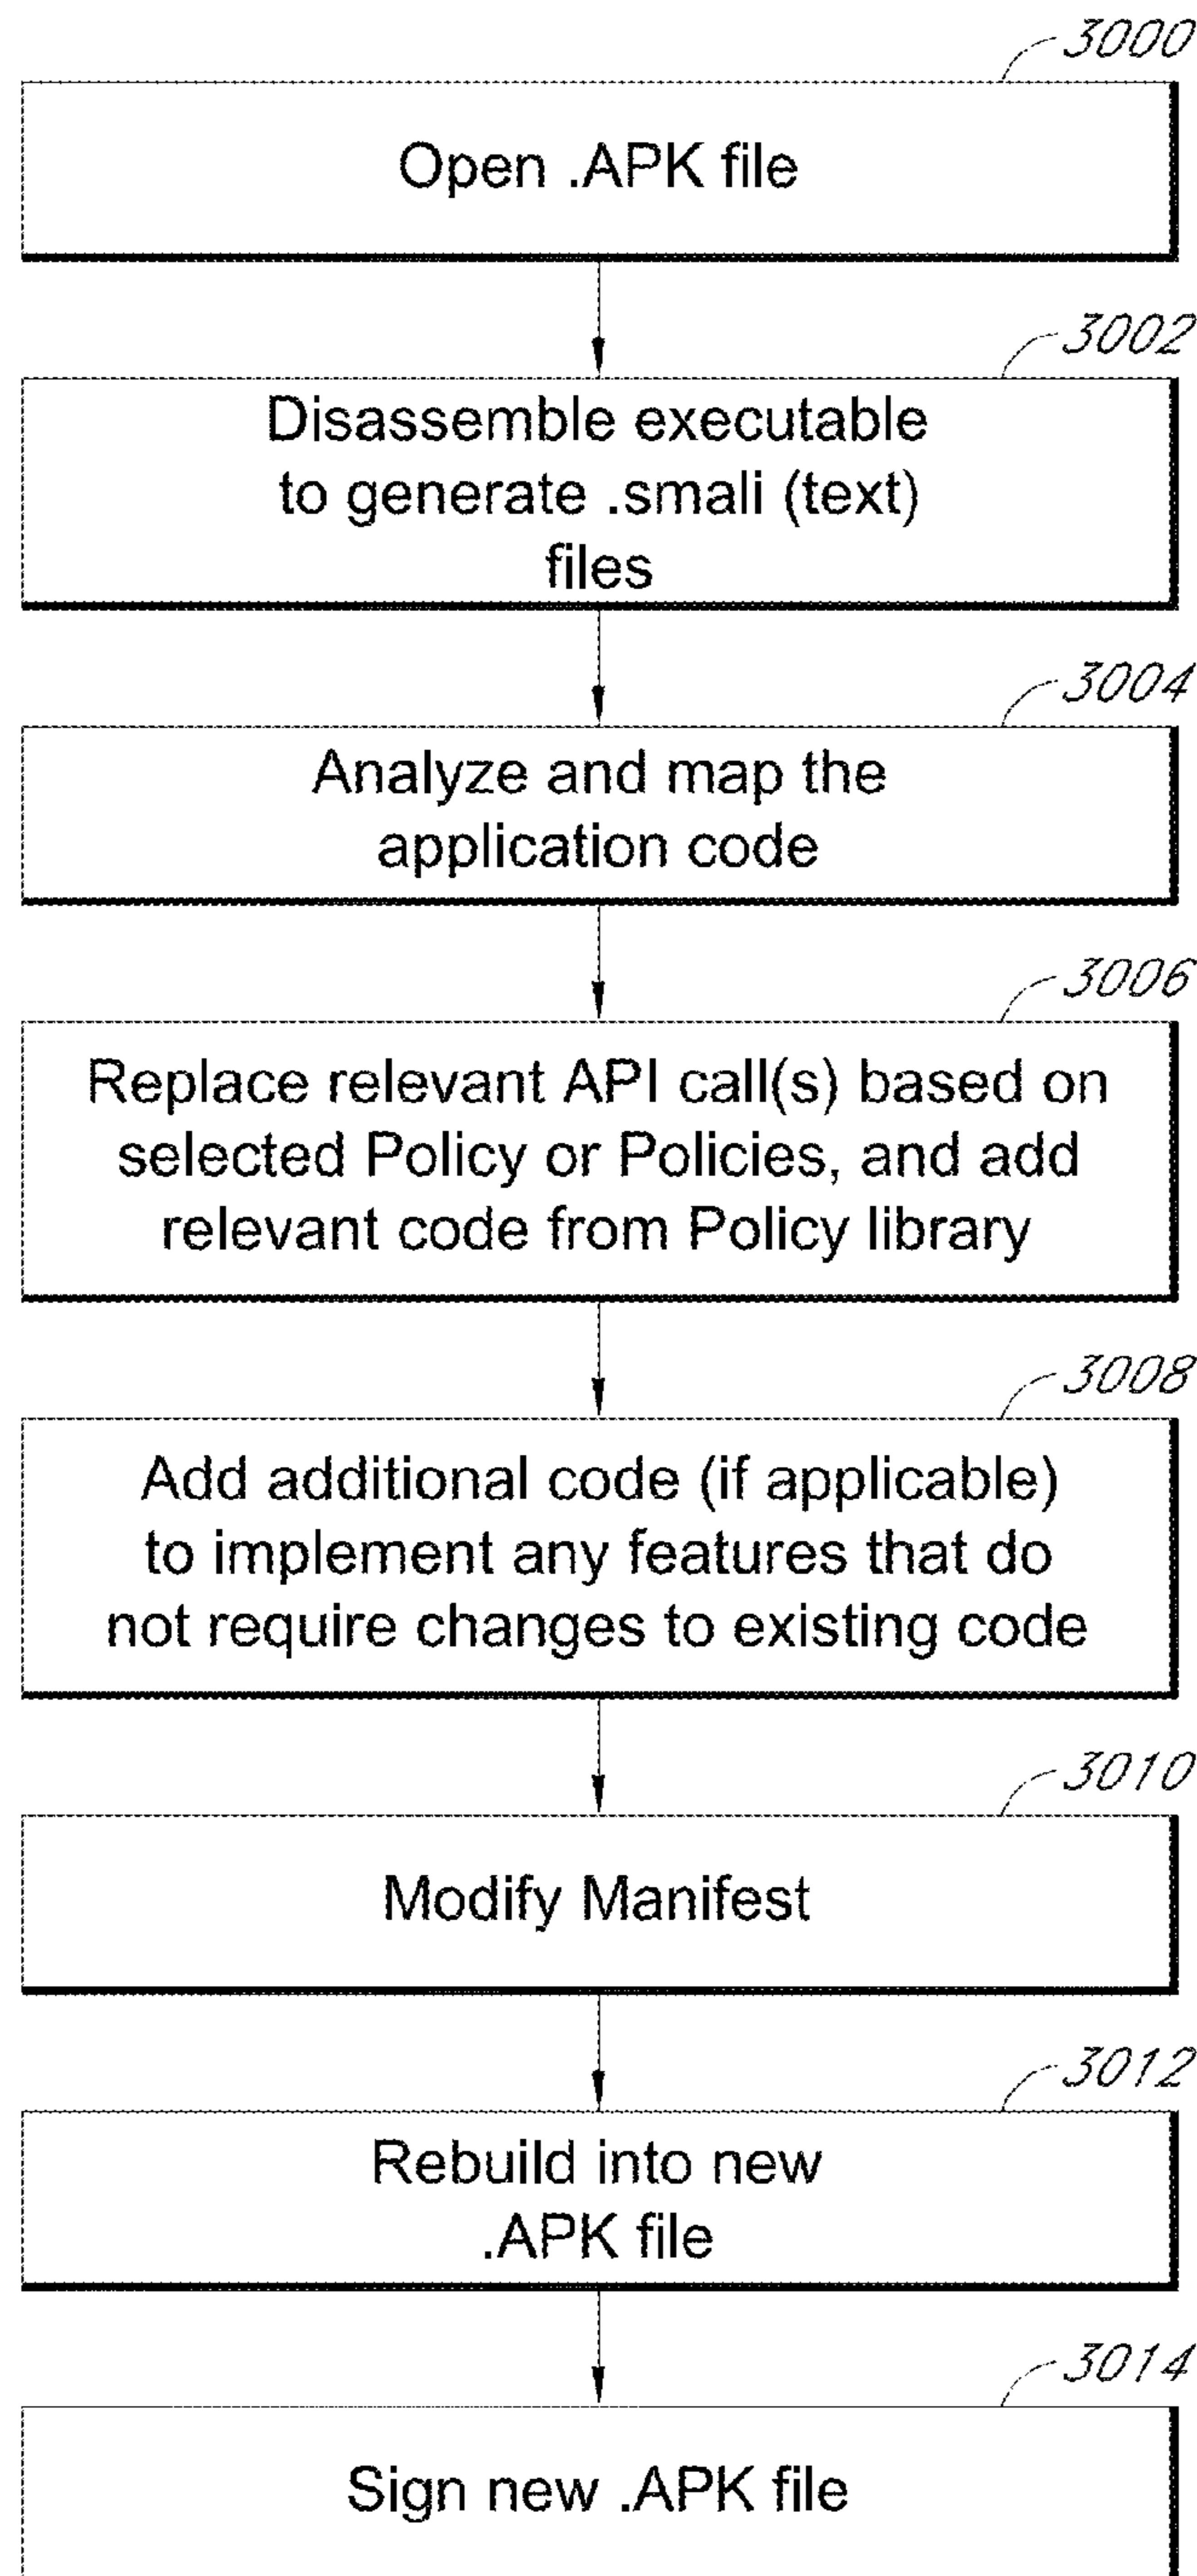 3000
Open .APK file
3002
Disassemble executable
to generate .smali (text)
files
3004
Analyze and map the
application code
3006
Replace relevant API call(s) based on
selected Policy or Policies, and add
relevant code from Policy library
3008
Add additional code (if applicable)
to implement any features that do
not require changes to existing code
3010
Modify Manifest
3012
Rebuild into new
.APK file
3014
Sign new .APK file